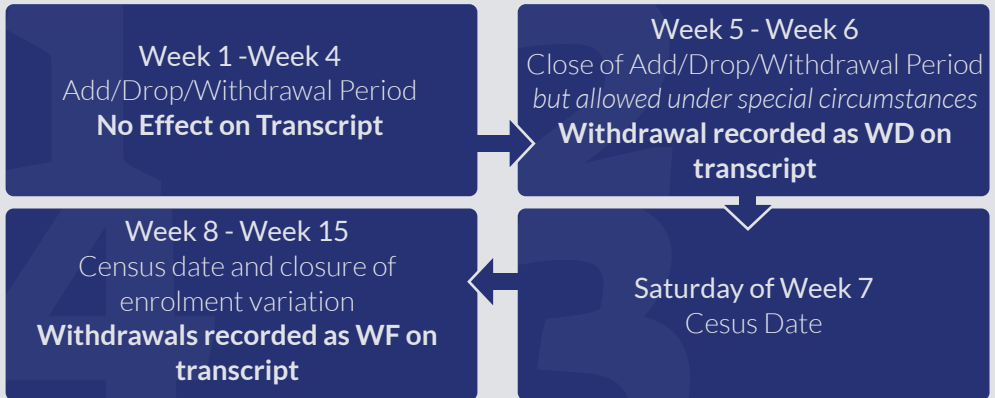 Week 1 -Week 4
Add/Drop/Withdrawal Period
No Effect on Transcript
Week 5 - Week 6
Close of Add/Drop/Withdrawal Period
but allowed under special circumstances
Withdrawal recorded as WD on
transcript
Saturday of Week 7
Cesus Date
Week 8 - Week 15
Census date and closure of
enrolment variation
Withdrawals recorded as WF on
transcript